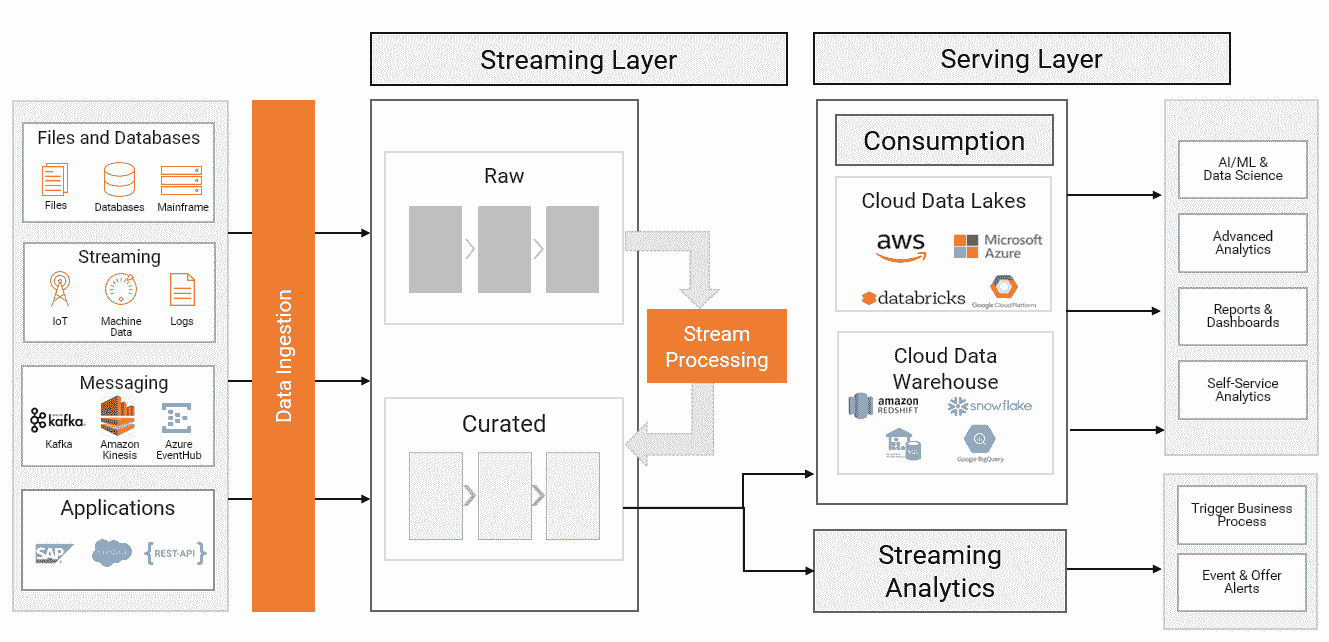 Streaming Layer
Serving Layer
Files and Databases
Files
Databases
Mainframe
Streaming
IoT
Machine
Data
Logs
Messaging
kafka.
Kafka
Amazon
Kinesis
Azure
EventHub
Applications
SAP
{REST-API}
Data Ingestion
Raw
Curated
Stream
Processing
Consumption
Cloud Data Lakes
aws
Microsoft
Azure
databricks
Google Cloud Platform
Cloud Data
Warehouse
amazon
REDSHIFT
snowflake
Google BigQuery
Streaming
Analytics
AI/ML &
Data Science
Advanced
Analytics
Reports &
Dashboards
Self-Service
Analytics
Trigger Business
Process
Event & Offer
Alerts